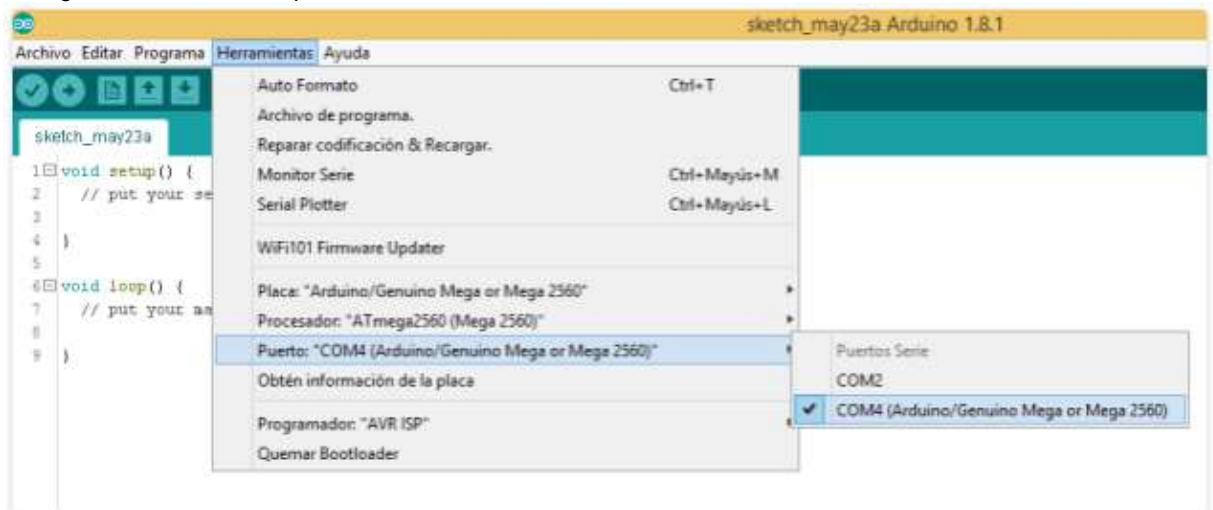 sketch_may23a Arduino 1.8.1
Archivo Editar Programa Herramientas Ayuda
sketch_may23a
Auto Formato Ctrl+T
Archivo de programa.
Reparar codificación & Recargar.
Monitor Serie Ctrl+Mayús+M
Serial Plotter Ctrl+Mayús+L
WiFi101 Firmware Updater
Placa: "Arduino/Genuino Mega or Mega 2560"
Procesador: "ATmega2560 (Mega 2560)"
Puerto: "COM4 (Arduino/Genuino Mega or Mega 2560)"
Obtén información de la placa
Programador: "AVR ISP"
Quemar Bootloader
Puertos Serie
COM2
COM4 (Arduino/Genuino Mega or Mega 2560)
1 void setup() {
2 // put your se
3
4 }
5
6 void loop() {
7 // put your ma
8
9 }